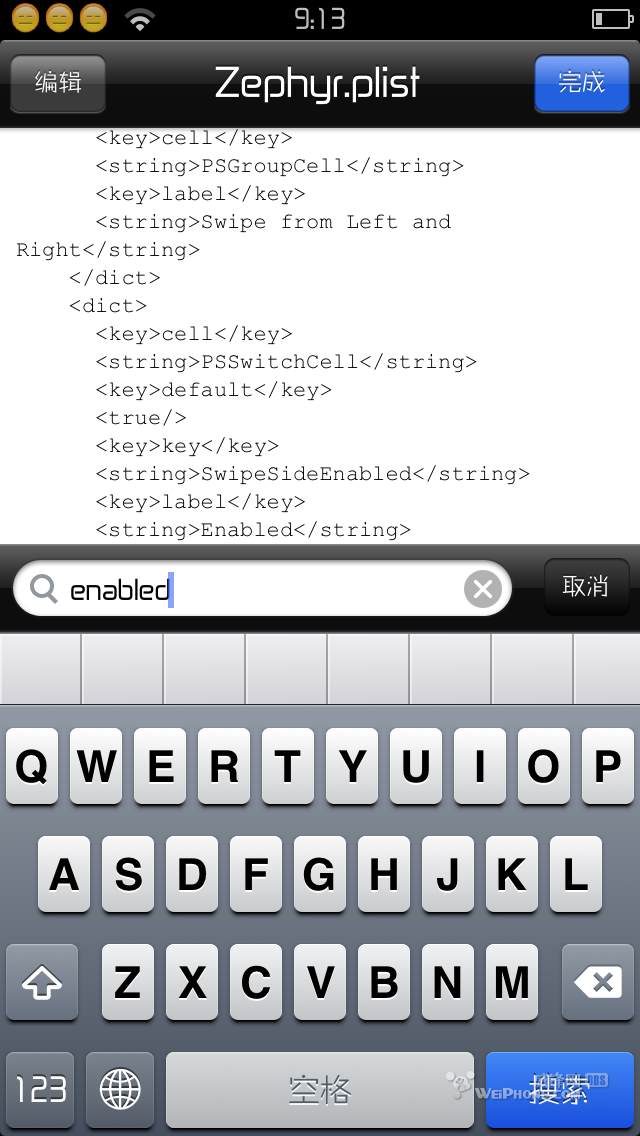 9:13
编辑
Zephyr.plist
完成
<key>cell</key>
<string>PSGroupCell</string>
<key>label</key>
<string>Swipe from Left and
Right</string>
</dict>
<dict>
<key>cell</key>
<string>PSSwitchCell</string>
<key>default</key>
<true/>
<key>key</key>
<string>SwipeSideEnabled</string>
<key>label</key>
<string>Enabled</string>
enabled
取消
Q W E R T Y U I O P
A S D F G H J K L
Z X C V B N M
123
空格
搜索
WEIPHONE.COM
BBS